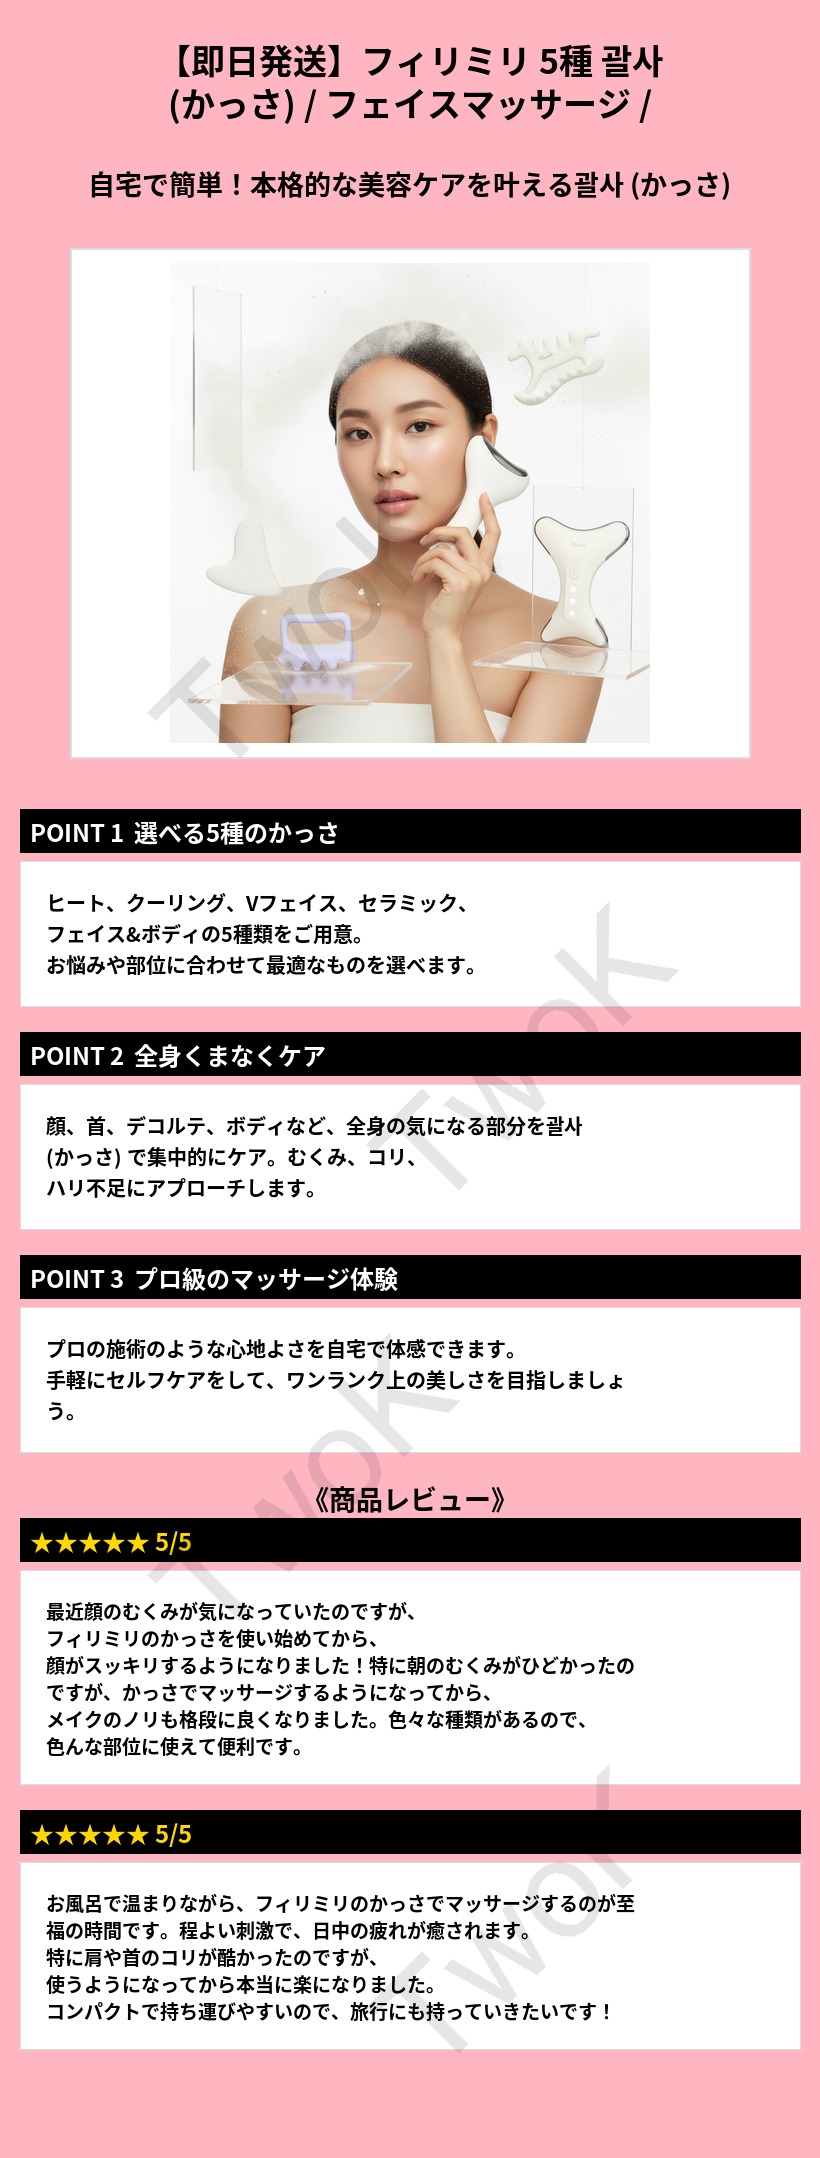 【即日発送】フィリミリ 5種 괄사
(かっさ) / フェイスマッサージ /
自宅で簡単！本格的な美容ケアを叶える괄사 (かっさ)
TwoK
POINT 1 選べる5種のかっさ
ヒート、クーリング、Vフェイス、セラミック、
フェイス&ボディの5種類をご用意。
お悩みや部位に合わせて最適なものを選べます。
TwoK
POINT 2 全身くまなくケア
顔、首、デコルテ、ボディなど、全身の気になる部分を괄사
(かっさ) で集中的にケア。むくみ、コリ、
ハリ不足にアプローチします。
POINT 3 プロ級のマッサージ体験
プロの施術のような心地よさを自宅で体感できます。
手軽にセルフケアをして、ワンランク上の美しさを目指しましょ
う。
TwoK
《商品レビュー》
★★★★★ 5/5
最近顔のむくみが気になっていたのですが、
フィリミリのかっさを使い始めてから、
顔がスッキリするようになりました！特に朝のむくみがひどかったの
ですが、かっさでマッサージするようになってから、
メイクのノリも格段に良くなりました。色々な種類があるので、
色んな部位に使えて便利です。
★★★★★ 5/5
お風呂で温まりながら、フィリミリのかっさでマッサージするのが至
福の時間です。程よい刺激で、日中の疲れが癒されます。
特に肩や首のコリが酷かったのですが、
使うようになってから本当に楽になりました。
コンパクトで持ち運びやすいので、旅行にも持っていきたいです！
TwoK